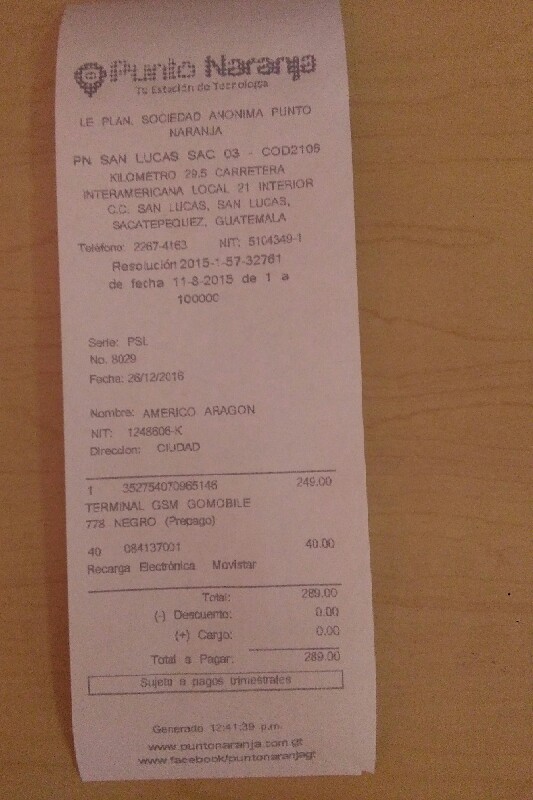 Punto Naranja
Tu Estación de Tecnología
LE PLAN, SOCIEDAD ANONIMA PUNTO
NARANJA
PN SAN LUCAS SAC 03 - COD2105
KILOMETRO 29.5 CARRETERA
INTERAMERICANA LOCAL 21 INTERIOR
C.C. SAN LUCAS, SAN LUCAS,
SACATEPEQUEZ, GUATEMALA
Teléfono: 2267-4163 NIT: 5104349-1
Resolución 2015-1-57-32761
de fecha 11-8-2015 de 1 a
100000
Serie: PSL
No. 8029
Fecha: 26/12/2016
Nombre: AMERICO ARAGON
NIT: 1248606-K
Direccion: CIUDAD
1 352754070965146 249.00
TERMINAL GSM GOMOBILE
778 NEGRO (Prepago)
40 084137001 40.00
Recarga Electrónica Movistar
Total: 289.00
(-) Descuento: 0.00
(+) Cargo: 0.00
Total a Pagar: 289.00
Sujeto a pagos trimestrales
Generado 12:41:39 p.m.
www.puntonaranja.com.gt
www.facebook/puntonaranjagt